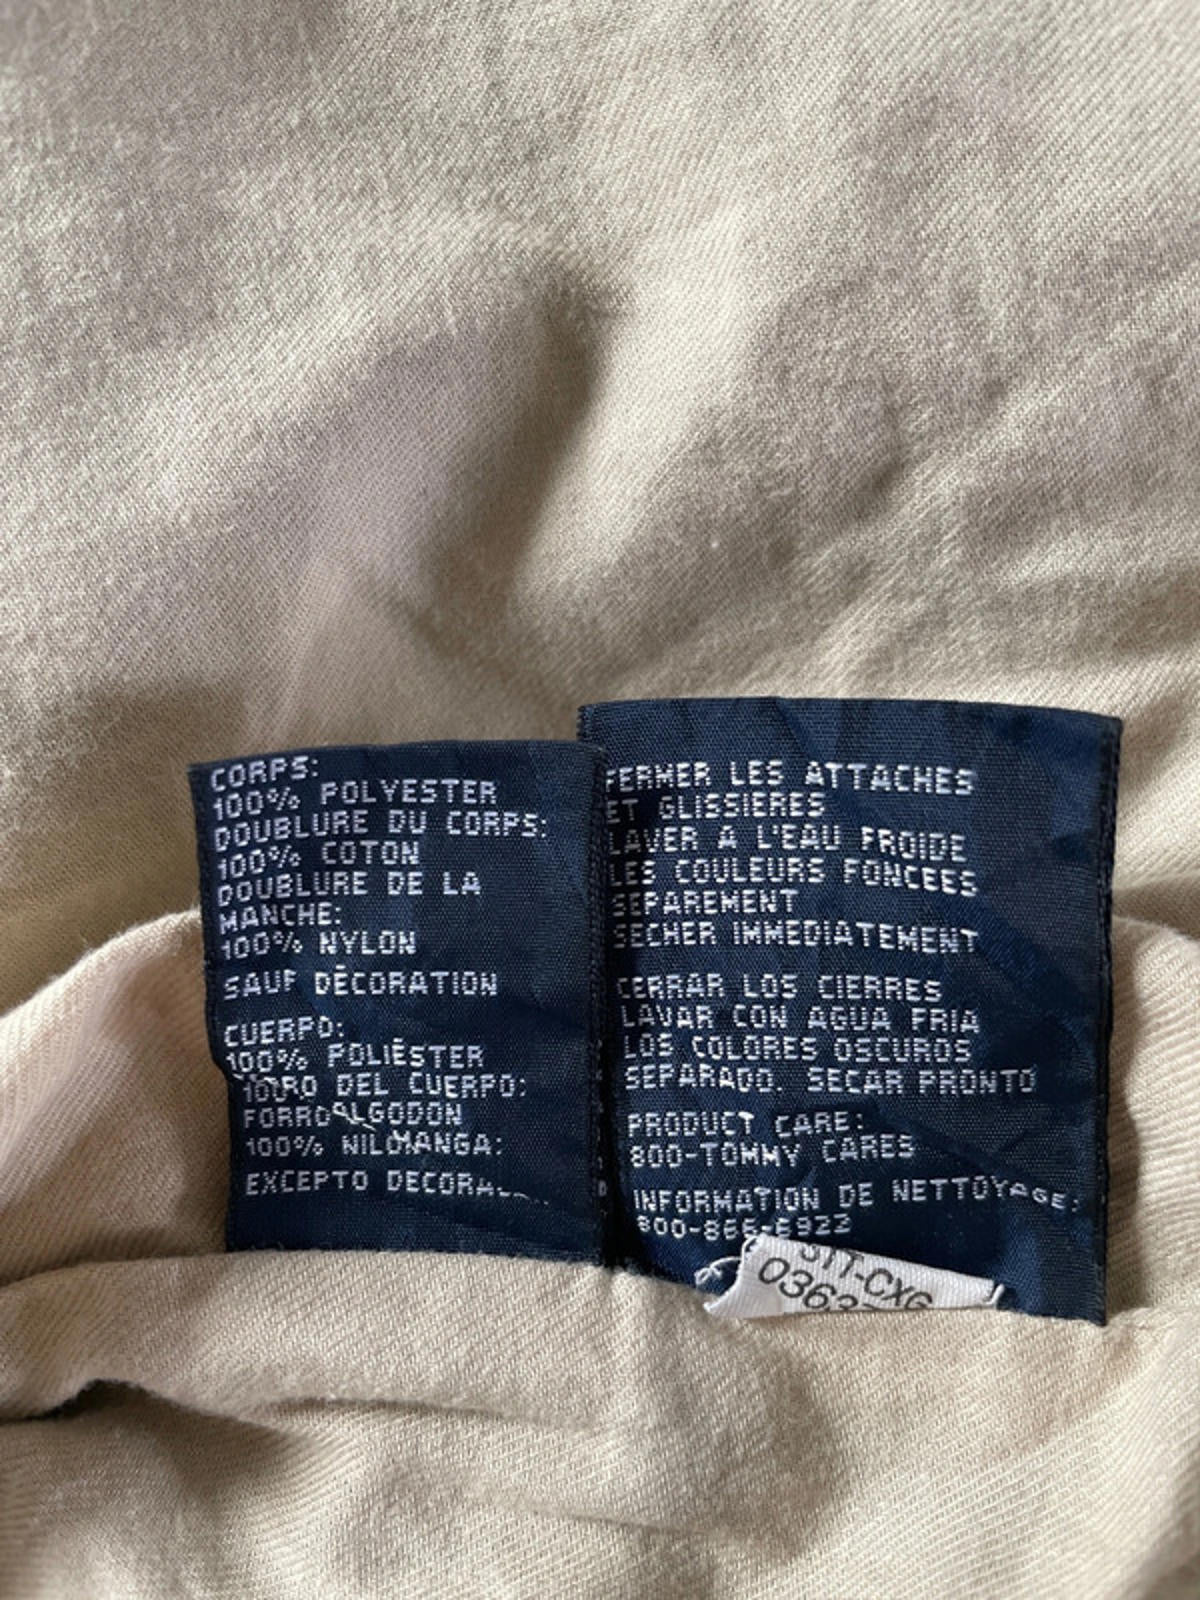 CORPS:
100% POLYESTER
DOUBLURE DU CORPS:
100% COTON
DOUBLURE DE LA
MANCHE:
100% NYLON
SAUF DÉCORATION
CUERPO:
100% POLIÉSTER
DEL CUERPO:
FORRO ALGODON
100% NILO MANGA:
EXCEPTO
FERMER LES ATTACHES
ET GLISSIERES
LAVER A L'EAU FROIDE
LES COULEURS FONCEES
SEPAREMENT
SECHER IMMEDIATEMENT
CERRAR LOS CIERRES
LAVAR CON AGUA FRIA
LOS COLORES OSCUROS
SEPARADO. SECAR PRONTO
PRODUCT CARE:
800-TOMMY CARES
INFORMATION DE NETTOYAGE:
800-866-6922